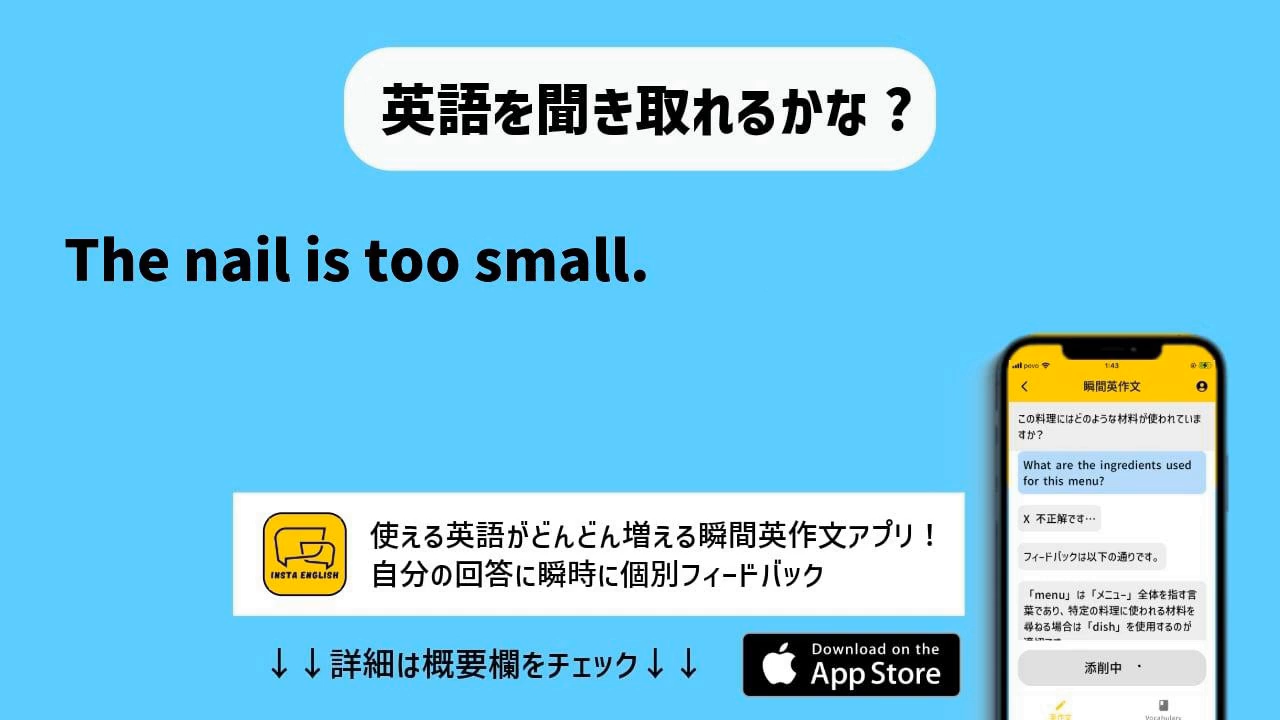 英語を聞き取れるかな？
The nail is too small.
povo 1:43
瞬間英作文
この料理にはどのような材料が使われていま
すか？
What are the ingredients used
for this menu?
X 不正解です…
フィードバックは以下の通りです。
「menu」は「メニュー」全体を指す言
葉であり、特定の料理に使われる材料を
尋ねる場合は「dish」を使用するのが
添削中
英作文 Vocabulary
INSTA ENGLISH
使える英語がどんどん増える瞬間英作文アプリ！
自分の回答に瞬時に個別フィードバック
↓↓詳細は概要欄をチェック↓↓
Download on the
App Store